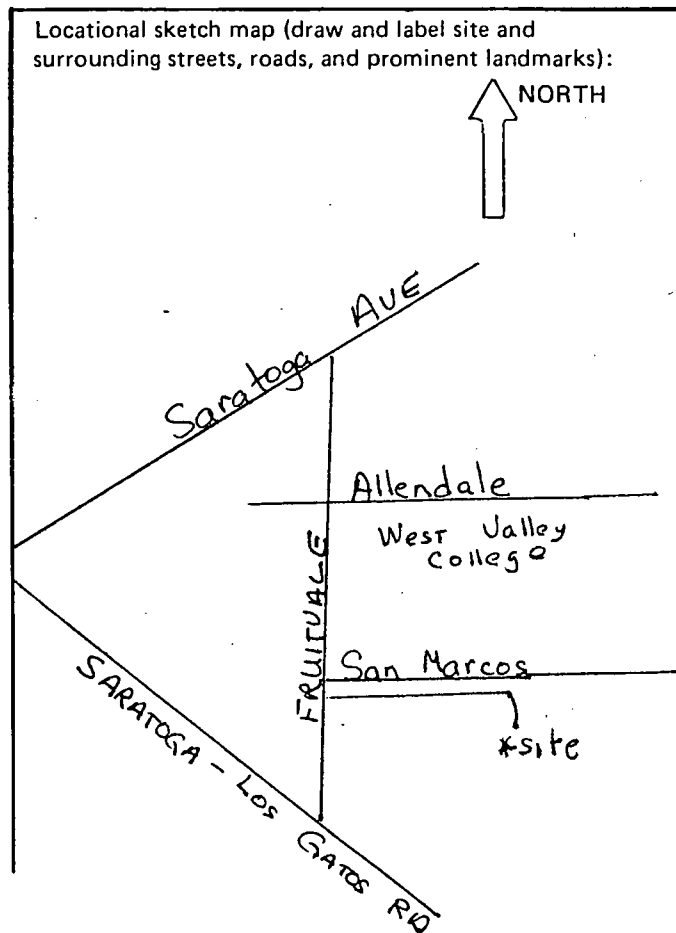 Locational sketch map (draw and label site and
surrounding streets, roads, and prominent landmarks):
NORTH
Saratoga AVE
Allendale
West Valley
College
FRUITVALE
San Marcos
*site
SARATOGA - LOS GATOS RD